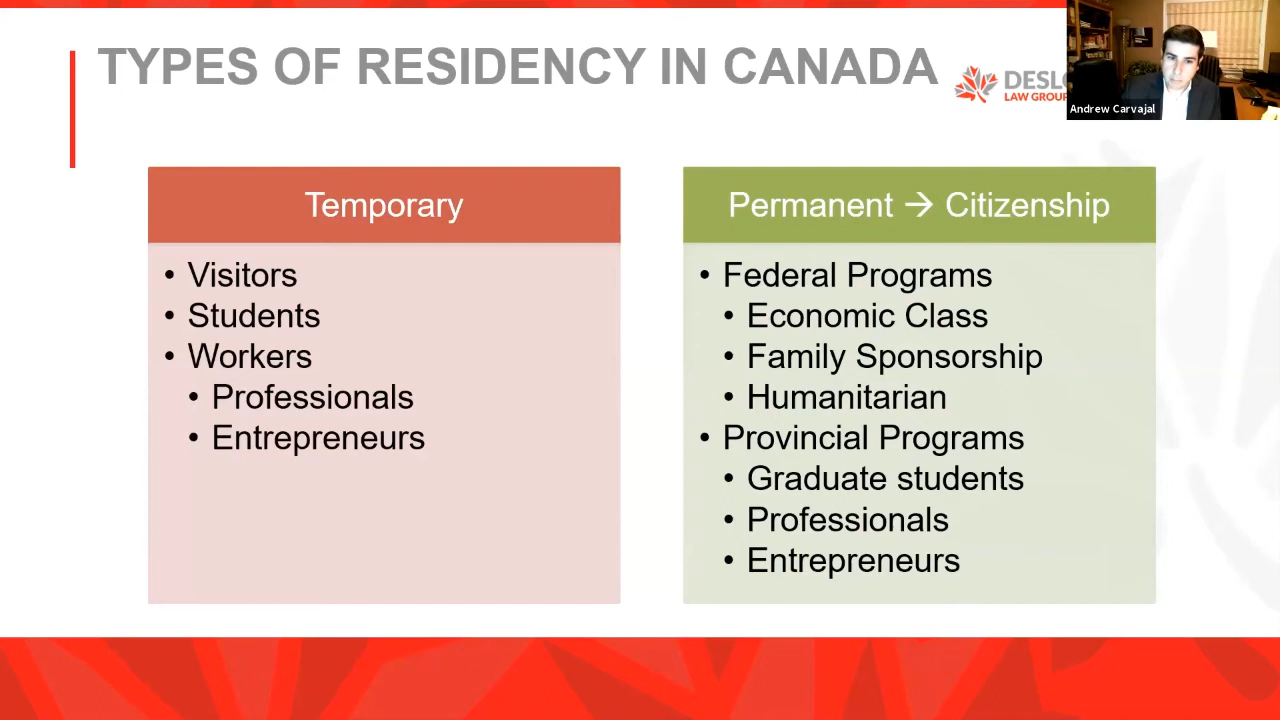 TYPES OF RESIDENCY IN CANADA
LAW GROUP
Andrew Carvajal
Temporary
• Visitors
• Students
• Workers
• Professionals
• Entrepreneurs
Permanent → Citizenship
• Federal Programs
• Economic Class
• Family Sponsorship
• Humanitarian
• Provincial Programs
• Graduate students
• Professionals
• Entrepreneurs